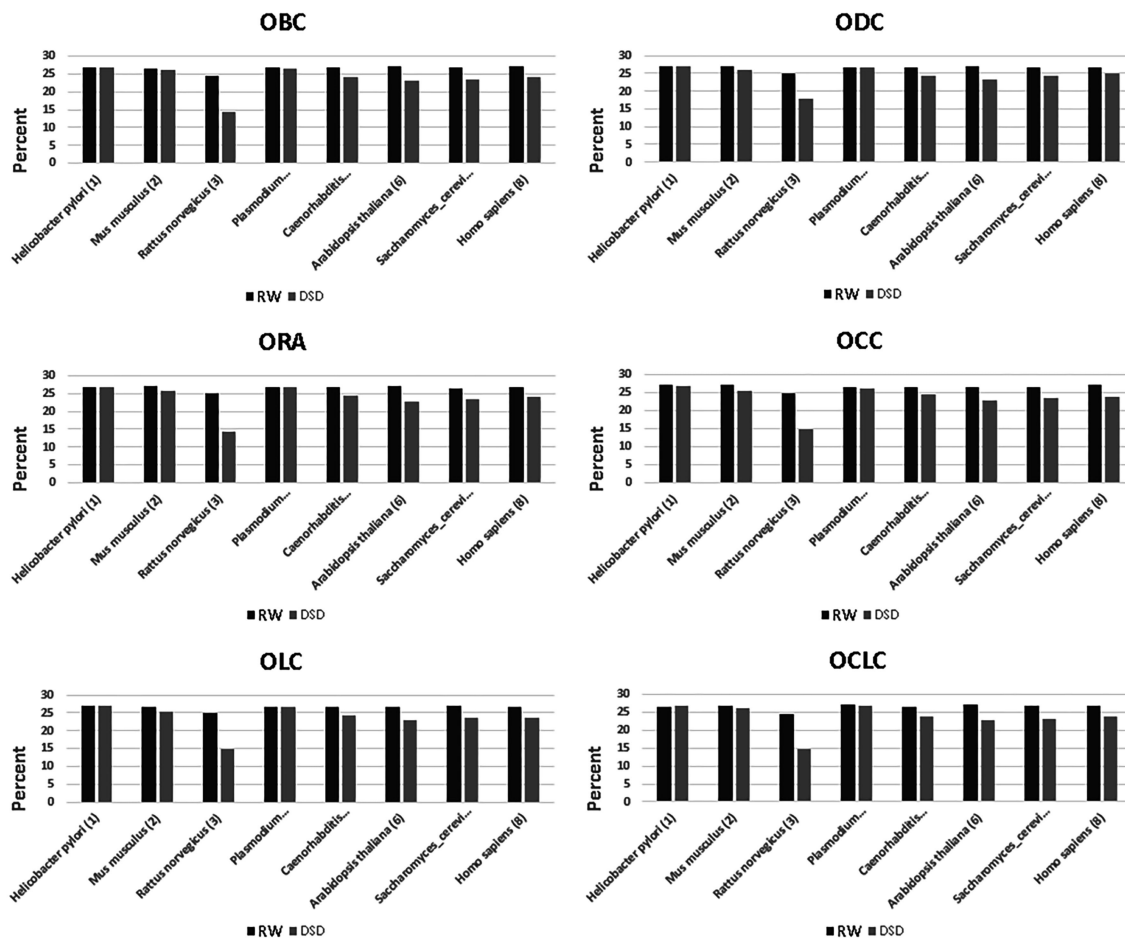 OBC
Percent
30
25
20
15
10
5
0
Helicobacter pylori (1)
Mus musculus (2)
Rattus norvegicus (3)
Plasmodium...
Caenorhabditis...
Arabidopsis thaliana (6)
Saccharomyces_cerevi...
Homo sapiens (8)
RW DSD
ODC
Percent
30
25
20
15
10
5
0
Helicobacter pylori (1)
Mus musculus (2)
Rattus norvegicus (3)
Plasmodium...
Caenorhabditis...
Arabidopsis thaliana (6)
Saccharomyces_cerevi...
Homo sapiens (8)
RW DSD
ORA
Percent
30
25
20
15
10
5
0
Helicobacter pylori (1)
Mus musculus (2)
Rattus norvegicus (3)
Plasmodium...
Caenorhabditis...
Arabidopsis thaliana (6)
Saccharomyces_cerevi...
Homo sapiens (8)
RW DSD
OCC
Percent
30
25
20
15
10
5
0
Helicobacter pylori (1)
Mus musculus (2)
Rattus norvegicus (3)
Plasmodium...
Caenorhabditis...
Arabidopsis thaliana (6)
Saccharomyces_cerevi...
Homo sapiens (8)
RW DSD
OLC
Percent
30
25
20
15
10
5
0
Helicobacter pylori (1)
Mus musculus (2)
Rattus norvegicus (3)
Plasmodium...
Caenorhabditis...
Arabidopsis thaliana (6)
Saccharomyces_cerevi...
Homo sapiens (8)
RW DSD
OCLC
Percent
30
25
20
15
10
5
0
Helicobacter pylori (1)
Mus musculus (2)
Rattus norvegicus (3)
Plasmodium...
Caenorhabditis...
Arabidopsis thaliana (6)
Saccharomyces_cerevi...
Homo sapiens (8)
RW DSD